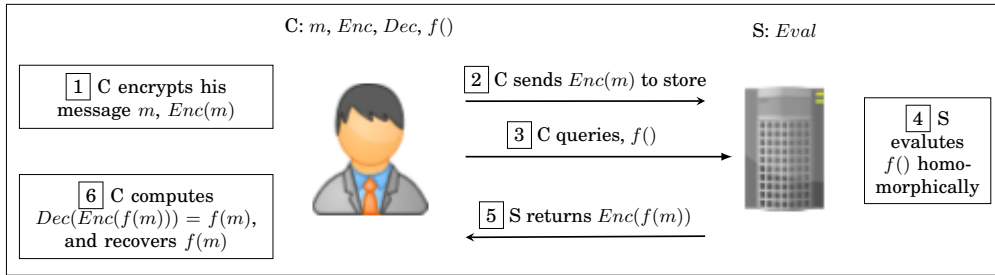 C: m, Enc, Dec, f()
S: Eval
1 C encrypts his
message m, Enc(m)
2 C sends Enc(m) to store
3 C queries, f()
4 S
evalutes
f() homo-
morphically
5 S returns Enc(f(m))
6 C computes
Dec(Enc(f(m))) = f(m),
and recovers f(m)